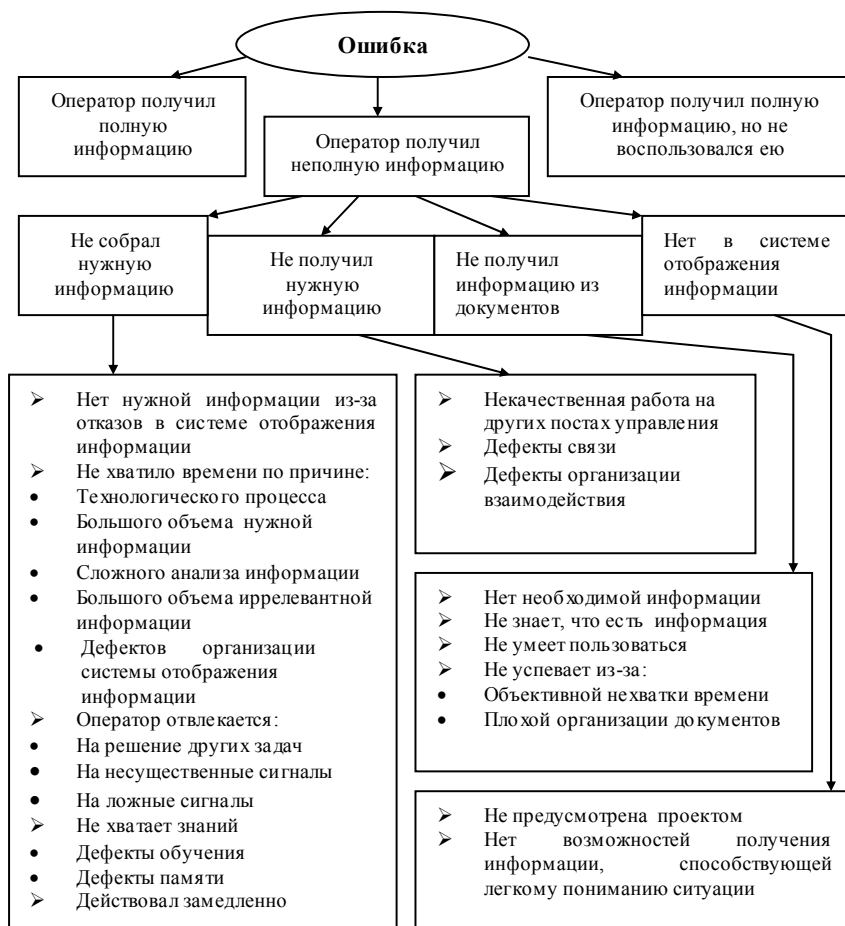 Ошибка
Оператор получил
полную
информацию
Оператор получил
неполную информацию
Оператор получил полную
информацию, но не
воспользовался ею
Не собрал
нужную
информацию
Не получил
нужную
информацию
Не получил
информацию из
документов
Нет в системе
отображения
информации
➢ Нет нужной информации из-за
отказов в системе отображения
информации
➢ Не хватило времени по причине:
• Технологического процесса
• Большого объема нужной
информации
• Сложного анализа информации
• Большого объема иррелевантной
информации
• Дефектов организации
системы отображения
информации
➢ Оператор отвлекается:
• На решение других задач
• На несущественные сигналы
• На ложные сигналы
➢ Не хватает знаний
• Дефекты обучения
• Дефекты памяти
➢ Действовал замедленно
➢ Некачественная работа на
других постах управления
➢ Дефекты связи
➢ Дефекты организации
взаимодействия
➢ Нет необходимой информации
➢ Не знает, что есть информация
➢ Не умеет пользоваться
➢ Не успевает из-за:
• Объективной нехватки времени
• Плохой организации документов
➢ Не предусмотрена проектом
➢ Нет возможностей получения
информации, способствующей
легкому пониманию ситуации